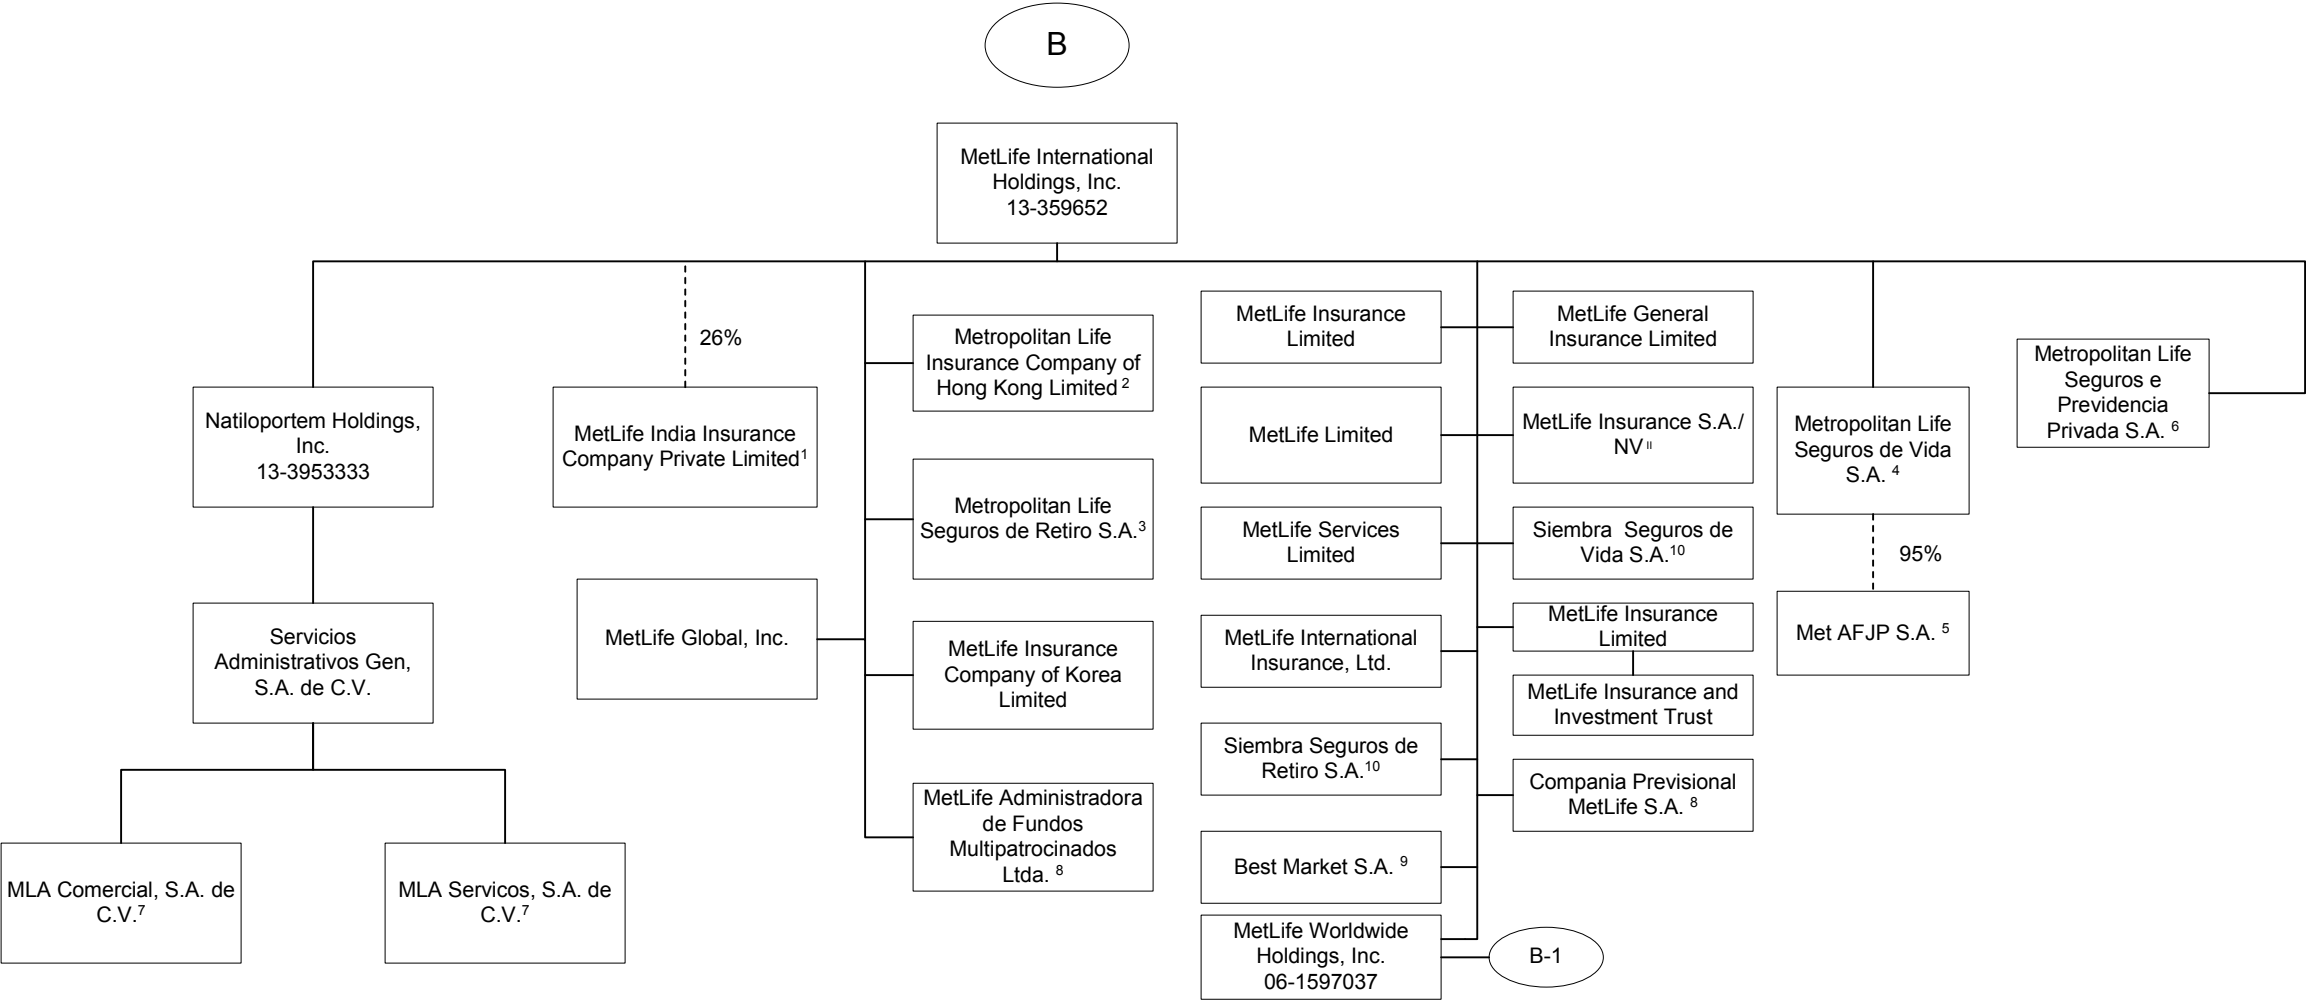 B
MetLife International
Holdings, Inc.
13-359652
26%
Natiloportem Holdings,
Inc.
13-3953333
MetLife India Insurance
Company Private Limited1
Servicios
Administrativos Gen,
S.A. de C.V.
MLA Comercial, S.A. de
C.V.7
MLA Servicos, S.A. de
C.V.7
MetLife Global, Inc.
Metropolitan Life
Insurance Company of
Hong Kong Limited 2
Metropolitan Life
Seguros de Retiro S.A.3
MetLife Insurance
Company of Korea
Limited
MetLife Administradora
de Fundos
Multipatrocinados
Ltda. 8
MetLife Insurance
Limited
MetLife Limited
MetLife Services
Limited
MetLife International
Insurance, Ltd.
Siembra Seguros de
Retiro S.A.10
Best Market S.A. 9
MetLife Worldwide
Holdings, Inc.
06-1597037
B-1
MetLife General
Insurance Limited
MetLife Insurance S.A./
NV II
Siembra  Seguros de
Vida S.A.10
MetLife Insurance
Limited
MetLife Insurance and
Investment Trust
Compania Previsional
MetLife S.A. 8
Metropolitan Life
Seguros de Vida
S.A. 4
95%
Met AFJP S.A. 5
Metropolitan Life
Seguros e
Previdencia
Privada S.A. 6